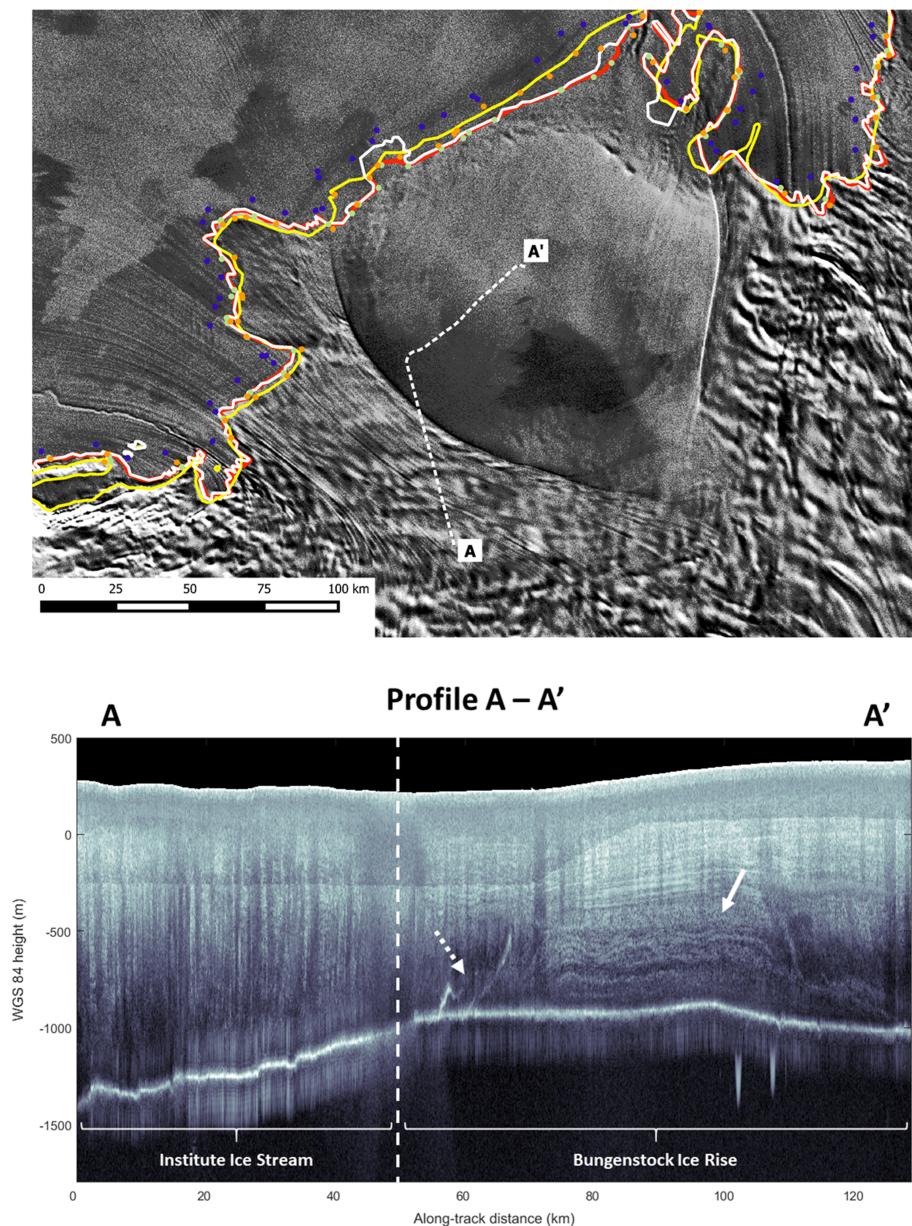 A'
A
0 25 50 75 100 km
Profile A – A’
A A’
500
0
-500
-1000
-1500
WGS 84 height (m)
Institute Ice Stream Bungenstock Ice Rise
0 20 40 60 80 100 120
Along-track distance (km)